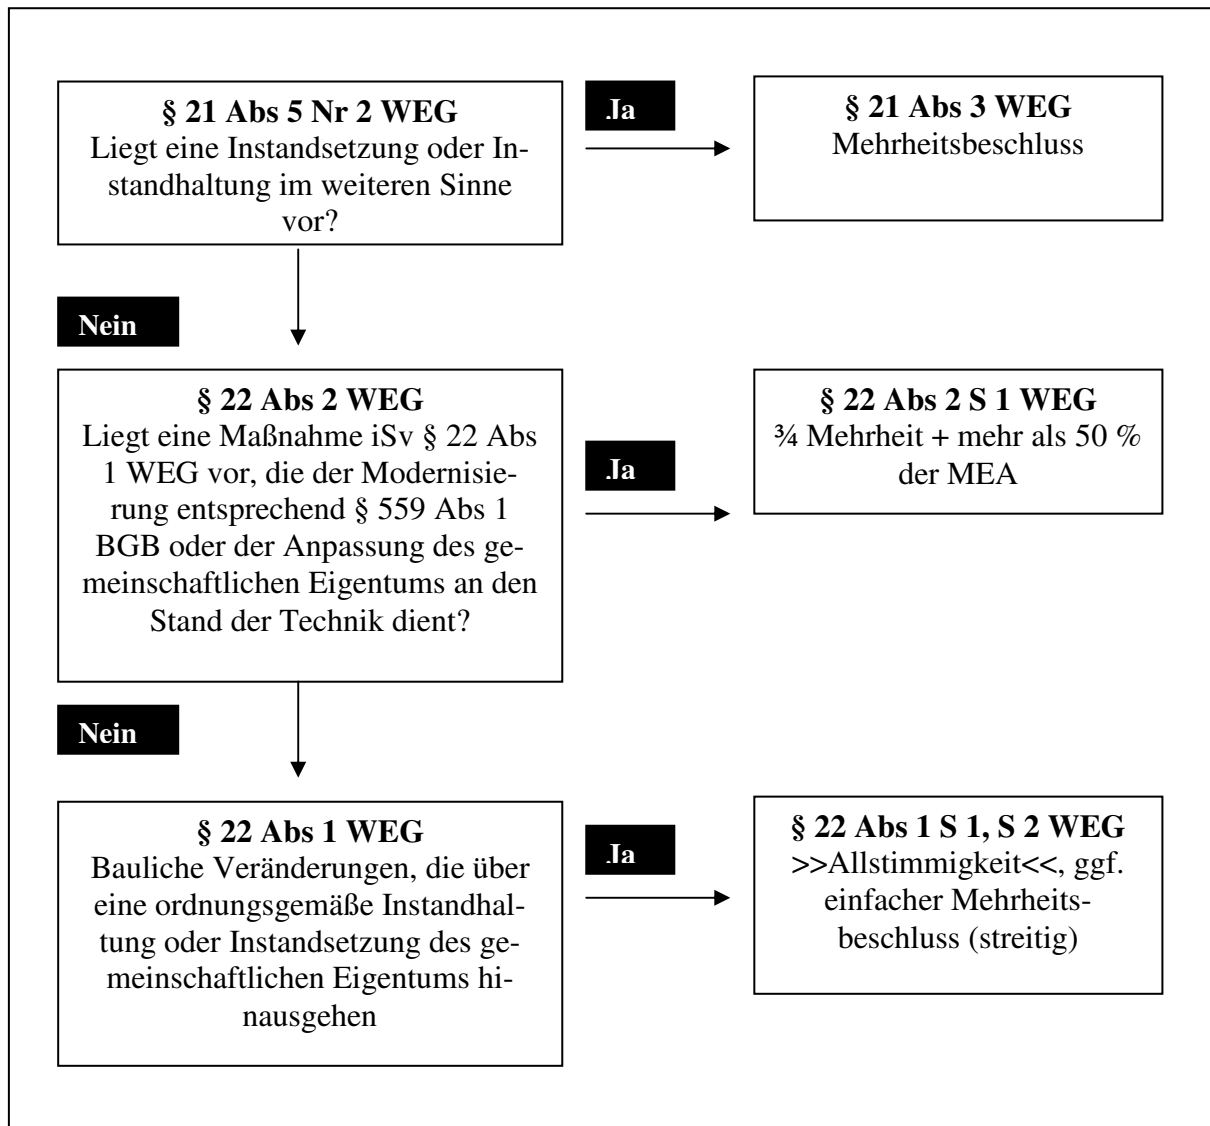 § 21 Abs 5 Nr 2 WEG
Liegt eine Instandsetzung oder In-
standhaltung im weiteren Sinne
vor?
Ja
§ 21 Abs 3 WEG
Mehrheitsbeschluss
Nein
§ 22 Abs 2 WEG
Liegt eine Maßnahme iSv § 22 Abs
1 WEG vor, die der Modernisie-
rung entsprechend § 559 Abs 1
BGB oder der Anpassung des ge-
meinschaftlichen Eigentums an den
Stand der Technik dient?
Ja
§ 22 Abs 2 S 1 WEG
¾ Mehrheit + mehr als 50 %
der MEA
Nein
§ 22 Abs 1 WEG
Bauliche Veränderungen, die über
eine ordnungsgemäße Instandhal-
tung oder Instandsetzung des ge-
meinschaftlichen Eigentums hi-
nausgehen
Ja
§ 22 Abs 1 S 1, S 2 WEG
>>Allstimmigkeit<<, ggf.
einfacher Mehrheits-
beschluss (streitig)